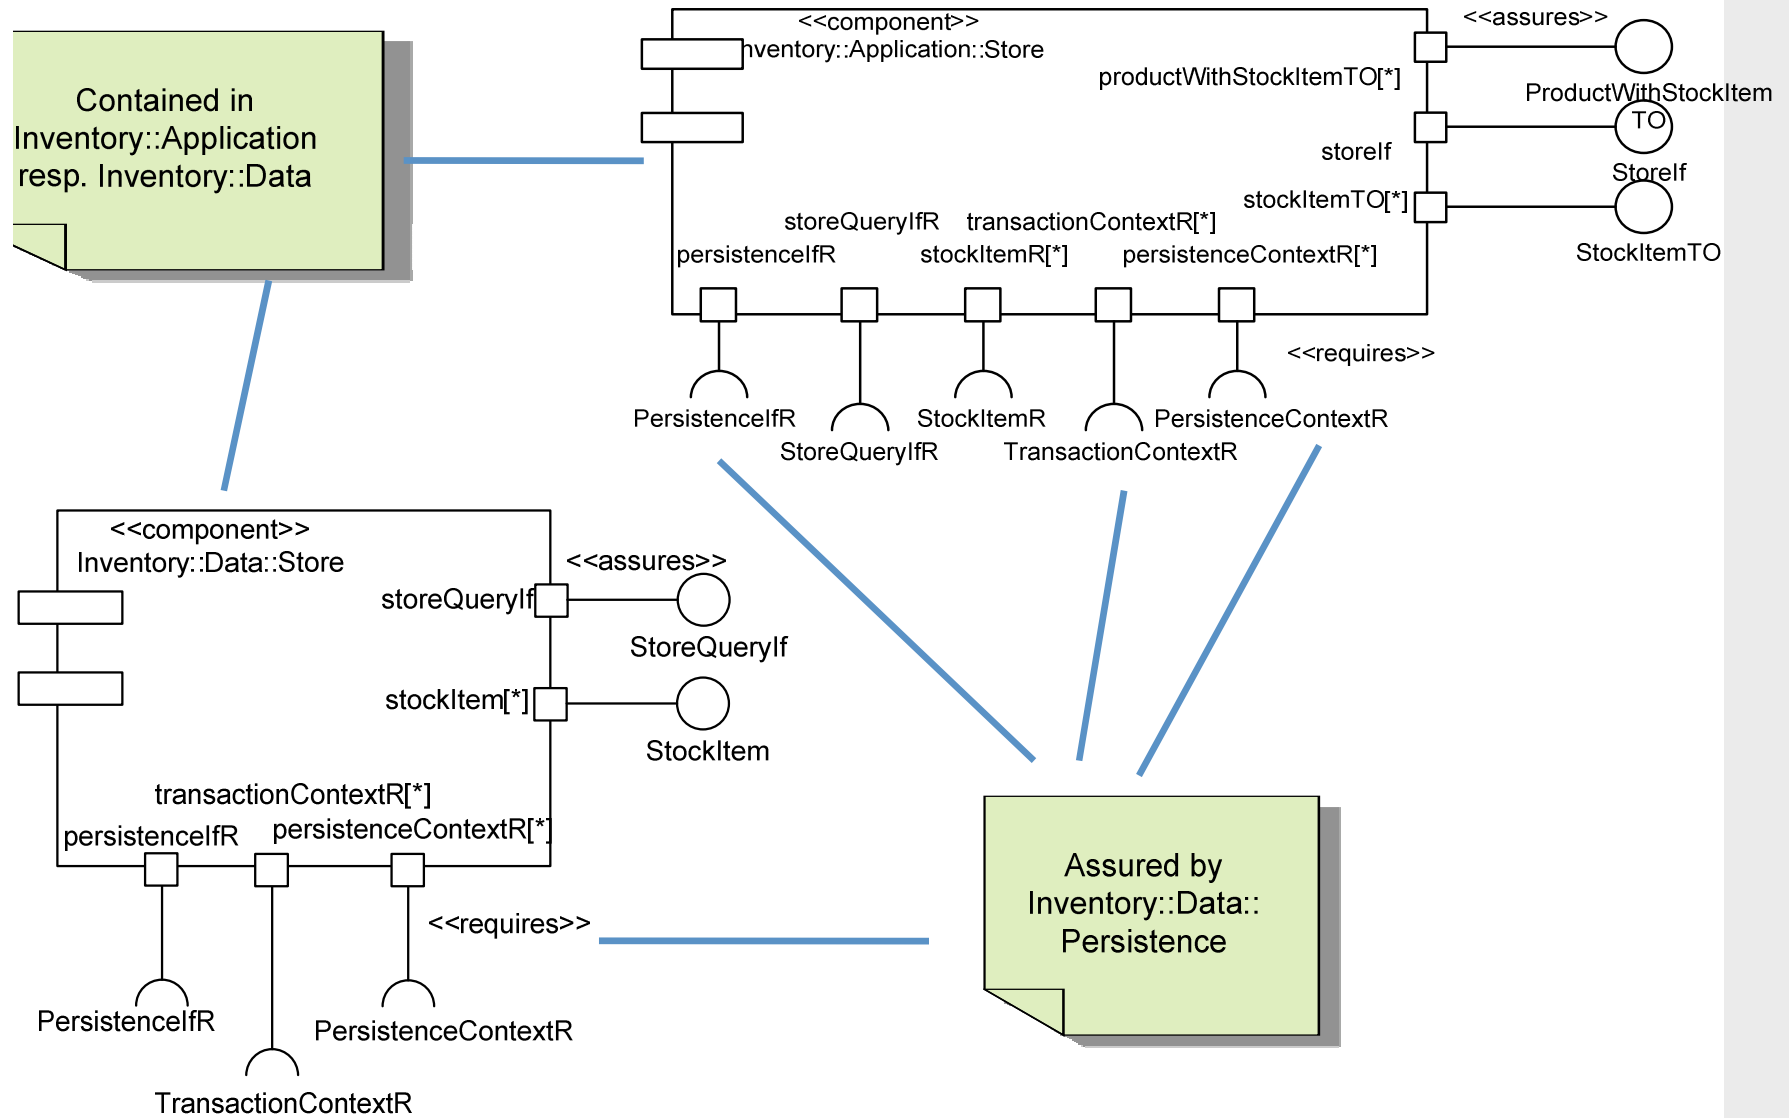 Contained in
Inventory::Application
resp. Inventory::Data
<<component>>
nventory::Application::Store
<<assures>>
productWithStockItemTO[*]
ProductWithStockItem
TO
storeIf
StoreIf
stockItemTO[*]
StockItemTO
storeQueryIfR transactionContextR[*]
persistenceIfR stockItemR[*] persistenceContextR[*]
<<requires>>
PersistenceIfR StockItemR PersistenceContextR
StoreQueryIfR TransactionContextR
<<component>>
Inventory::Data::Store
<<assures>>
storeQueryIf
StoreQueryIf
stockItem[*]
StockItem
transactionContextR[*]
persistenceContextR[*]
persistenceIfR
<<requires>>
PersistenceIfR
PersistenceContextR
TransactionContextR
Assured by
Inventory::Data::
Persistence